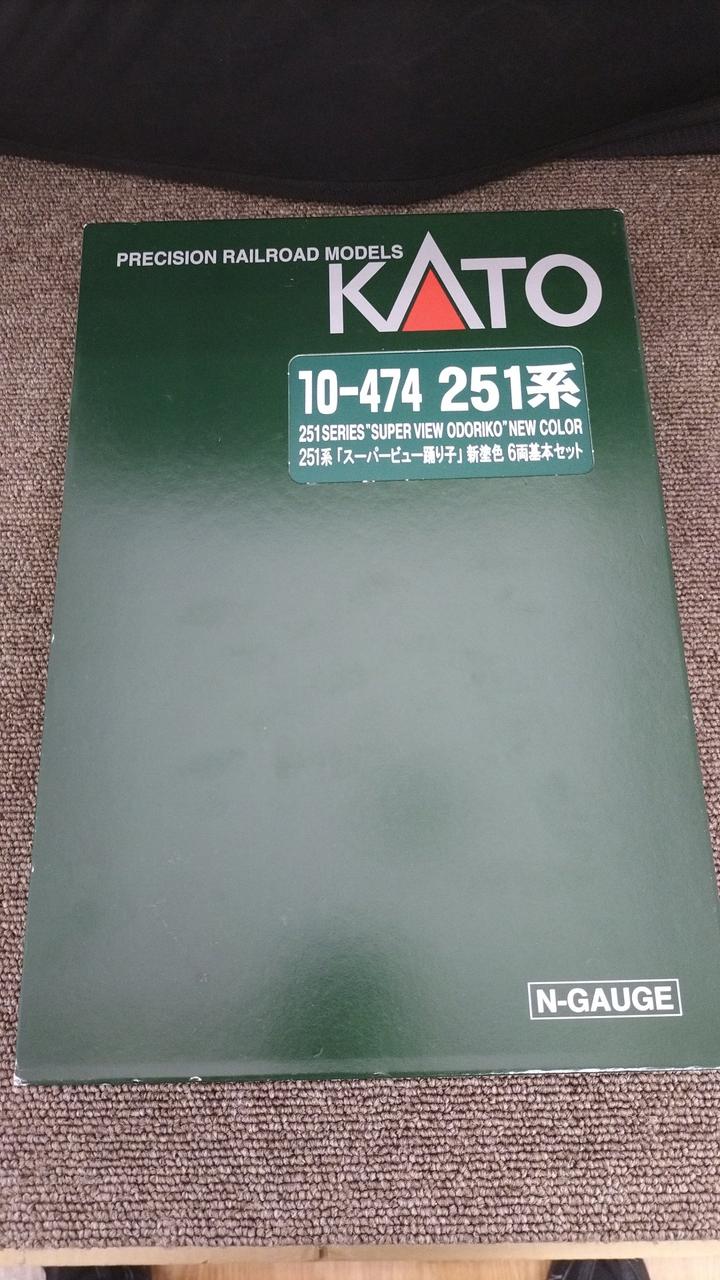 PRECISION RAILROAD MODELS
KATO
10-474 251系
251 SERIES "SUPER VIEW ODORIKO" NEW COLOR
251系「スーパービュー踊り子」新塗色 6両基本セット
N-GAUGE